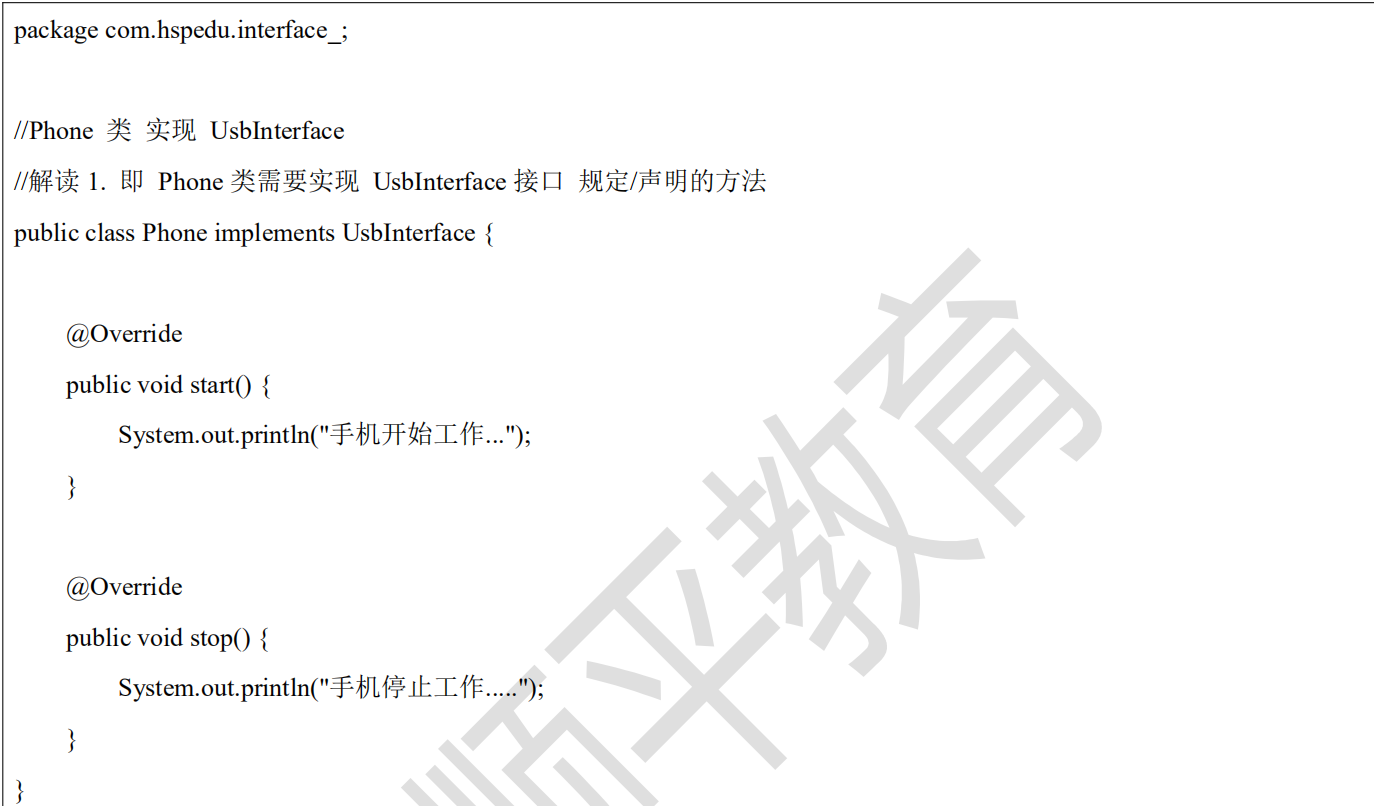 package com.hspedu.interface_;
//Phone 类 实现 UsbInterface
//解读 1. 即 Phone 类需要实现 UsbInterface 接口 规定/声明的方法
public class Phone implements UsbInterface {
@Override
public void start() {
System.out.println("手机开始工作...");
}
@Override
public void stop() {
System.out.println("手机停止工作.....");
}
}
顺平教育